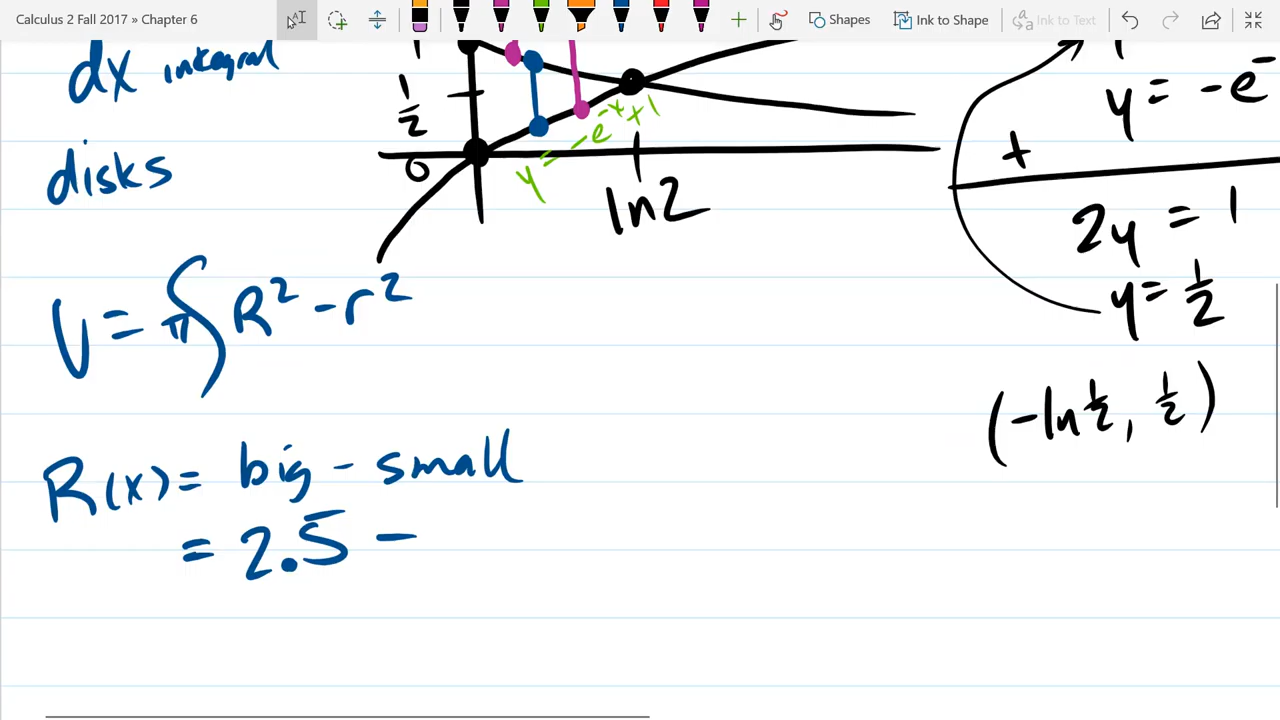 Calculus 2 Fall 2017 » Chapter 6
Shapes
Ink to Shape
Ink to Text
dx integral
disks
1/2
0
y = -e^-x + 1
ln2
y = -e^-
+
2y = 1
y = 1/2
(-ln 1/2, 1/2)
V = π∫ R² - r²
R(x) = big - small
= 2.5 -